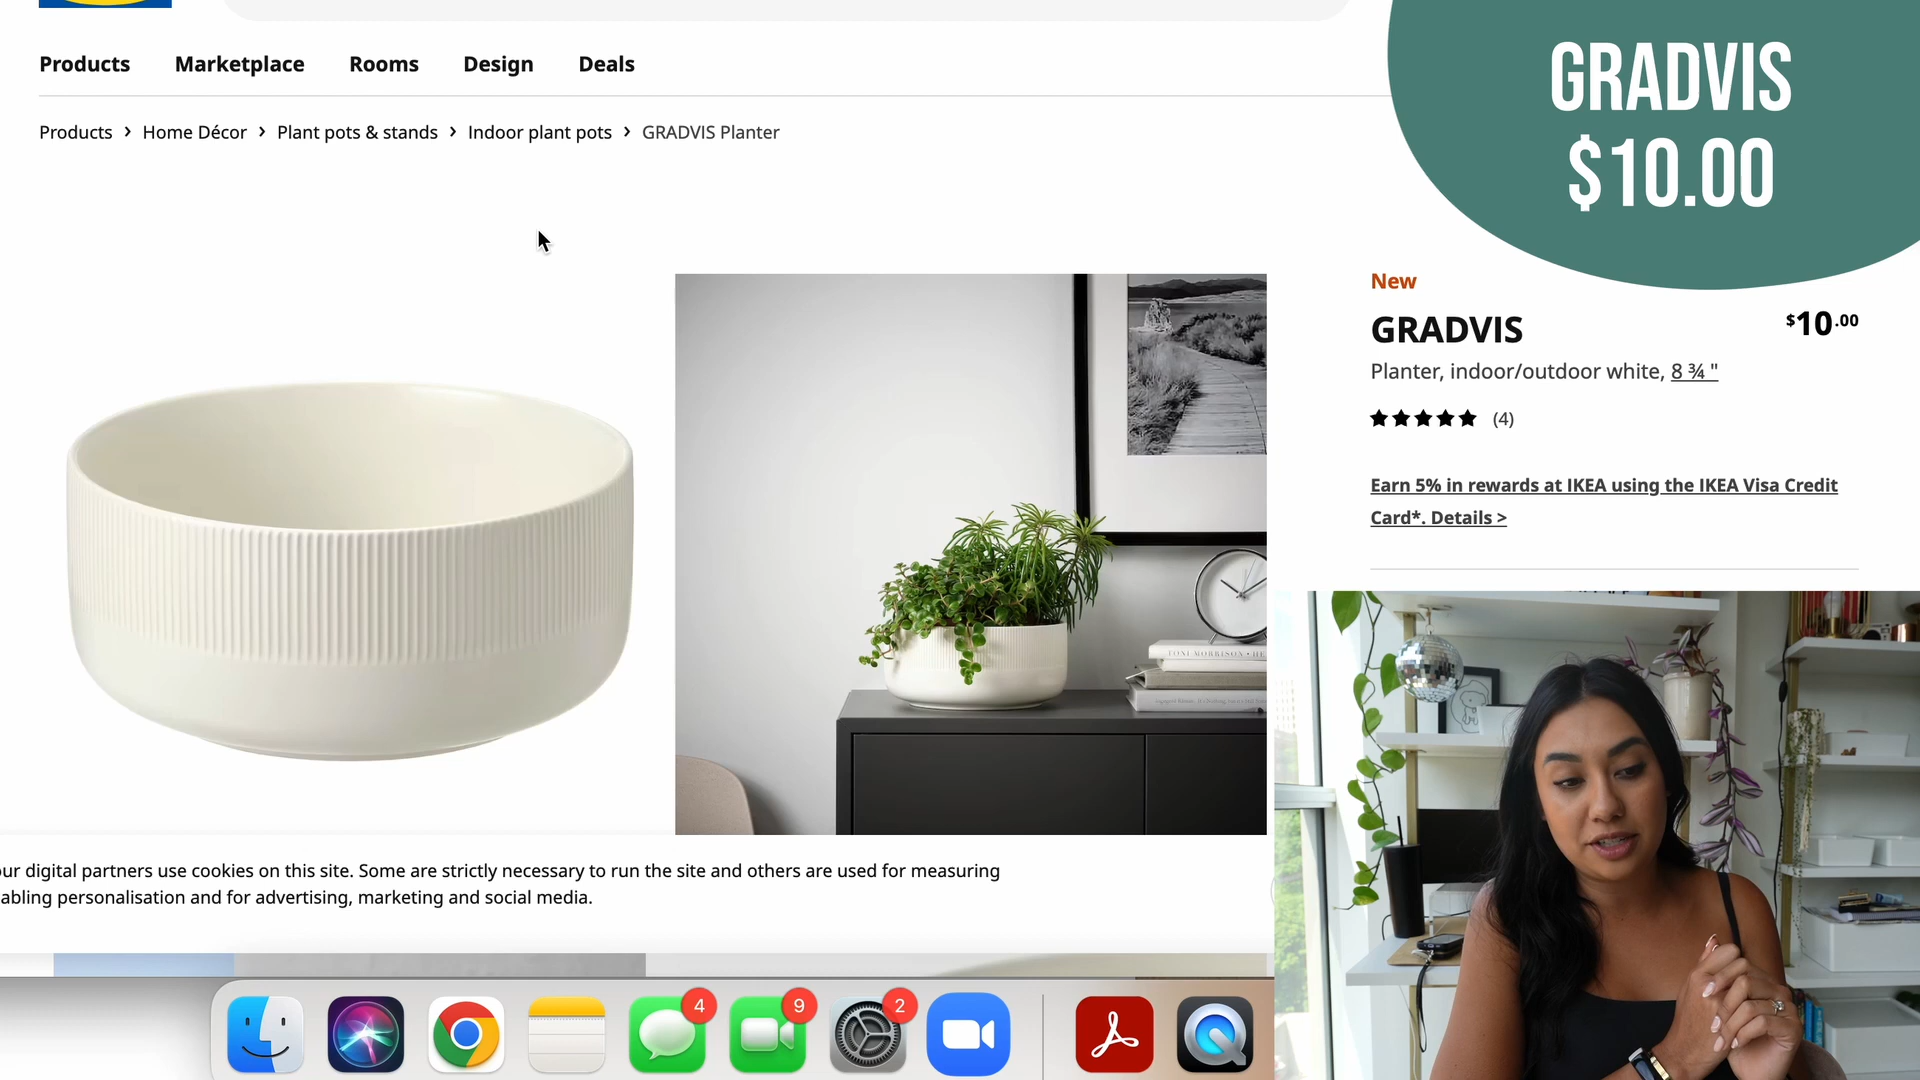 Products Marketplace Rooms Design Deals
GRADVIS
$10.00
Products > Home Décor > Plant pots & stands > Indoor plant pots > GRADVIS Planter
New
GRADVIS
$10.00
Planter, indoor/outdoor white, 8 ¾ "
(4)
Earn 5% in rewards at IKEA using the IKEA Visa Credit
Card*. Details >
TONI MORRISON
our digital partners use cookies on this site. Some are strictly necessary to run the site and others are used for measuring
abling personalisation and for advertising, marketing and social media.
4 9 2